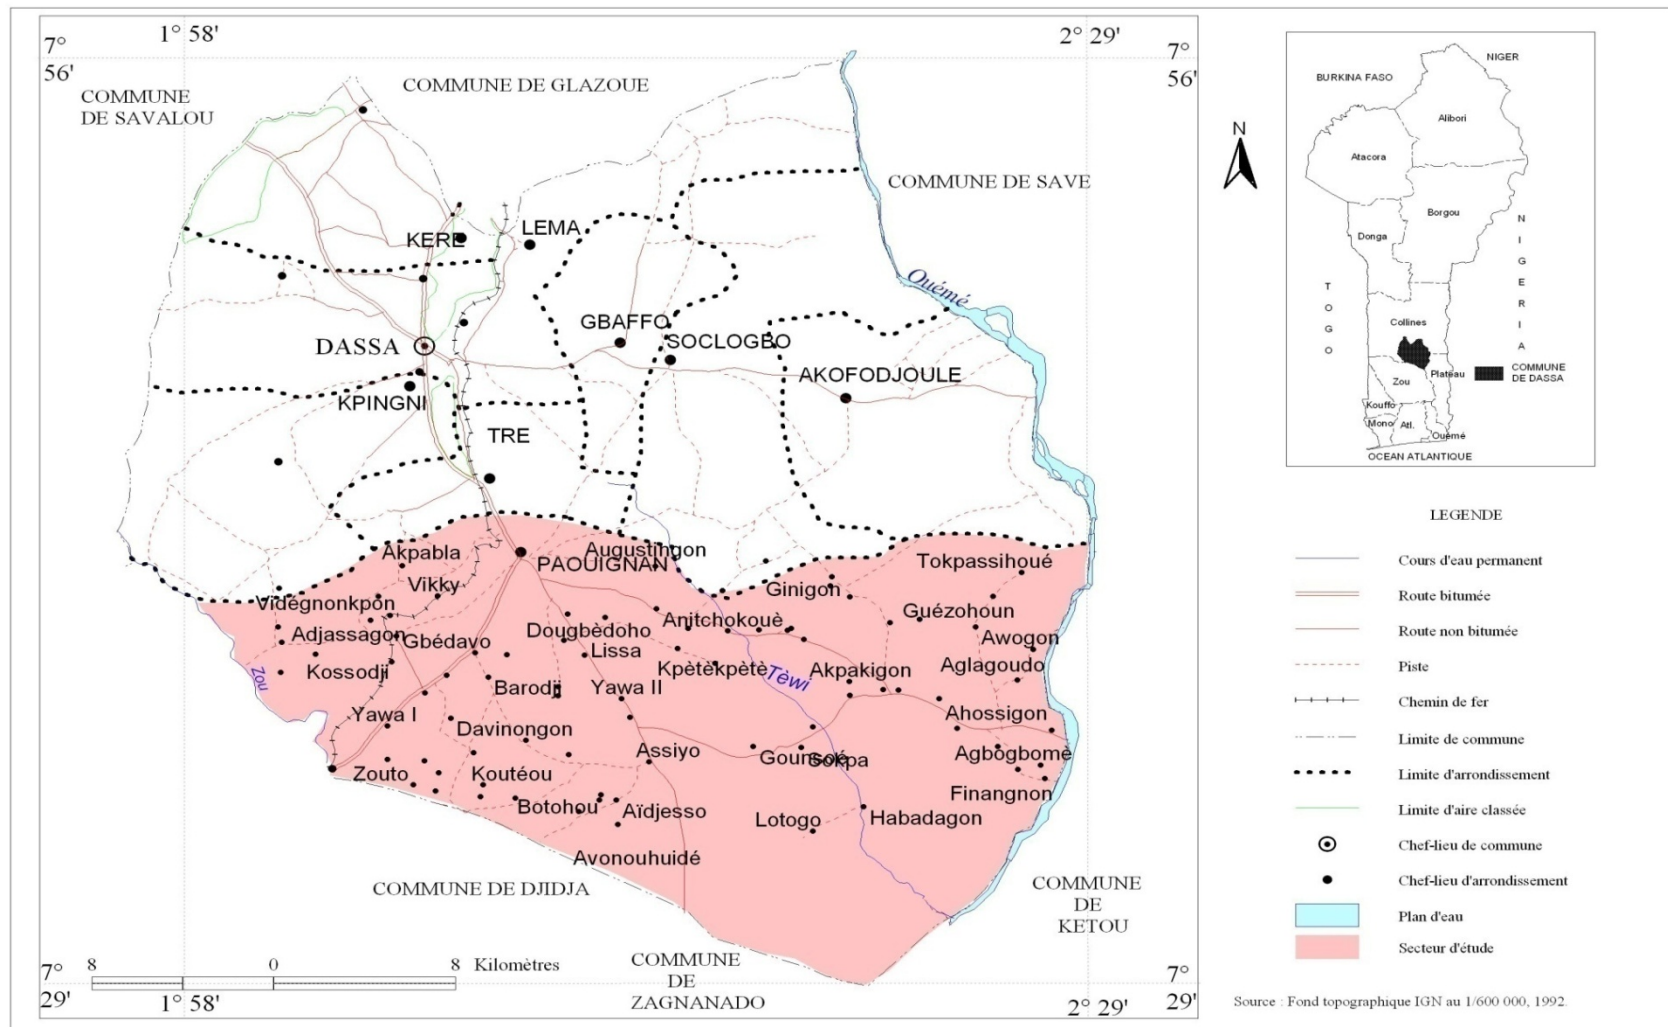 1° 58'
2° 29'
7°
56'
7°
56'
COMMUNE DE GLAZOUE
COMMUNE
DE SAVALOU
COMMUNE DE SAVE
KERE
LEMA
Ouémé
GBAFFO
DASSA
SOCLOGBO
AKOFODJOULE
KPINGNI
TRE
Akpabla
Augustingon
PAOUIGNAN
Tokpassihoué
Vikky
Ginigon
Vidégnonkpon
Guézohoun
Anitchokouè
Adjassagon
Gbédavo
Dougbèdoho
Awogon
Lissa
Kossodji
Kpètèkpètè
Akpakigon
Aglagoudo
Zou
Tèwi
Barodji
Yawa II
Yawa I
Ahossigon
Davinongon
Assiyo
Gounsoé
Sokpa
Agbogbomè
Zouto
Koutéou
Finangnon
Botohou
Aïdjesso
Lotogo
Habadagon
Avonouhuidé
COMMUNE DE DJIDJA
COMMUNE
DE
KETOU
COMMUNE
DE
ZAGNANADO
8
0
8
Kilomètres
7°
29'
7°
29'
1° 58'
2° 29'
N
NIGER
BURKINA FASO
Alibori
Atacora
Borgou
Donga
NIGERIA
TOGO
Collines
COMMUNE
DE DASSA
Plateau
Zou
Kouffo
Mono
Atl.
Ouémé
OCEAN ATLANTIQUE
LEGENDE
Cours d'eau permanent
Route bitumée
Route non bitumée
Piste
Chemin de fer
Limite de commune
Limite d'arrondissement
Limite d'aire classée
Chef-lieu de commune
Chef-lieu d'arrondissement
Plan d'eau
Secteur d'étude
Source : Fond topographique IGN au 1/600 000, 1992.